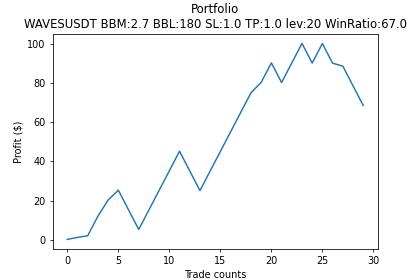 Portfolio
WAVESUSDT BBM:2.7 BBL:180 SL:1.0 TP:1.0 lev:20 WinRatio:67.0
100
80
60
40
20
0
Profit ($)
0 5 10 15 20 25 30
Trade counts